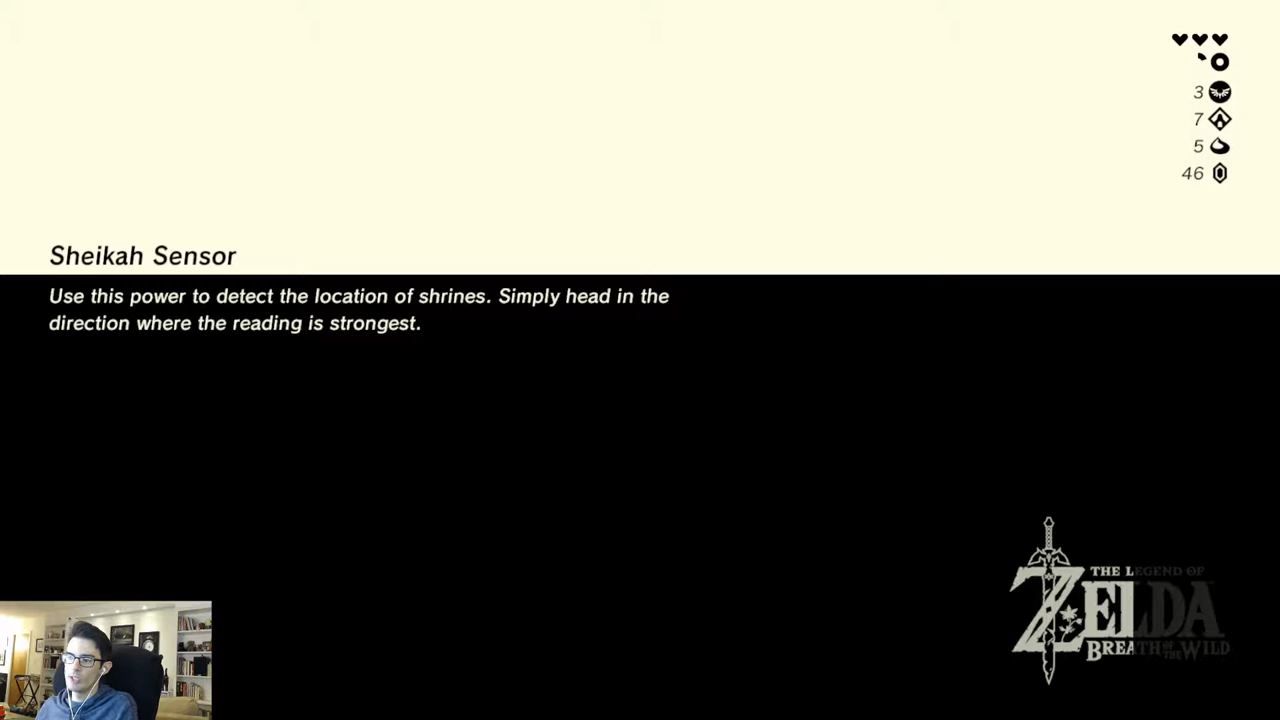 3
7
5
46
Sheikah Sensor
Use this power to detect the location of shrines. Simply head in the
direction where the reading is strongest.
THE LEGEND OF
ZELDA
BREATH OF THE WILD